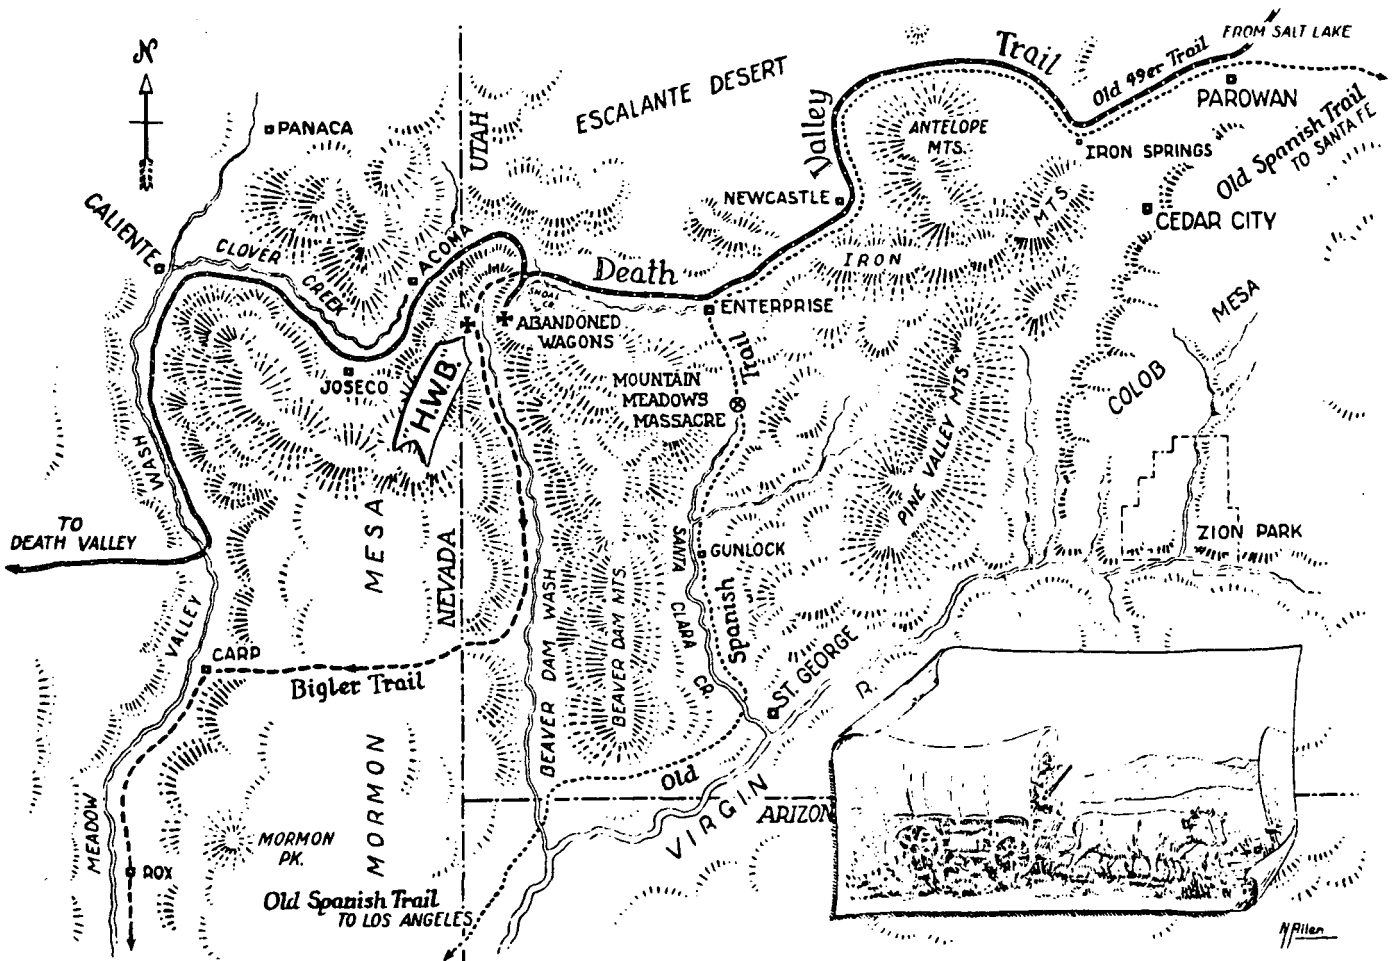 N
FROM SALT LAKE
Trail
Old 49er Trail
ESCALANTE DESERT
PAROWAN
PANACA
UTAH
Valley
ANTELOPE
MTS.
IRON SPRINGS
Old Spanish Trail
TO SANTA FE
CALIENTE
NEWCASTLE
MTS.
CEDAR CITY
CLOVER
CREEK
ACOMA
IRON
Death
SHOAL
CR.
ENTERPRISE
MESA
ABANDONED
WAGONS
Trail
JOSECO
H.W.B.
MOUNTAIN
MEADOWS
MASSACRE
COLOB
PINE VALLEY MTS.
WASH
MESA
NEVADA
TO
DEATH VALLEY
SANTA
GUNLOCK
ZION PARK
VALLEY
BEAVER DAM WASH
BEAVER DAM MTS.
CLARA
Spanish
CARP
Bigler Trail
CR.
ST. GEORGE
R.
MORMON
Old
VIRGIN
ARIZON
MEADOW
MORMON
PK.
ROX
Old Spanish Trail
TO LOS ANGELES
N Allen